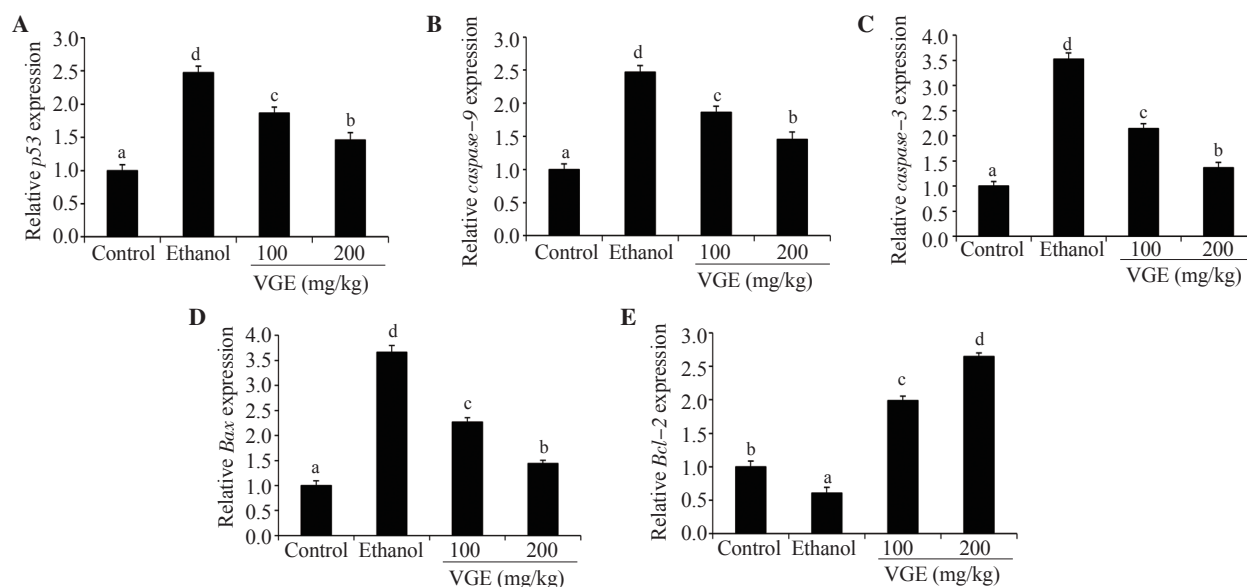 A
Relative p53 expression
3.0
2.5
2.0
1.5
1.0
0.5
0.0
a
d
c
b
Control
Ethanol
100
200
VGE (mg/kg)
B
Relative caspase-9 expression
3.0
2.5
2.0
1.5
1.0
0.5
0.0
a
d
c
b
Control
Ethanol
100
200
VGE (mg/kg)
C
Relative caspase-3 expression
4.0
3.5
3.0
2.5
2.0
1.5
1.0
0.5
0.0
a
d
c
b
Control
Ethanol
100
200
VGE (mg/kg)
D
Relative Bax expression
4.0
3.5
3.0
2.5
2.0
1.5
1.0
0.5
0.0
a
d
c
b
Control
Ethanol
100
200
VGE (mg/kg)
E
Relative Bcl-2 expression
3.0
2.5
2.0
1.5
1.0
0.5
0.0
b
a
c
d
Control
Ethanol
100
200
VGE (mg/kg)